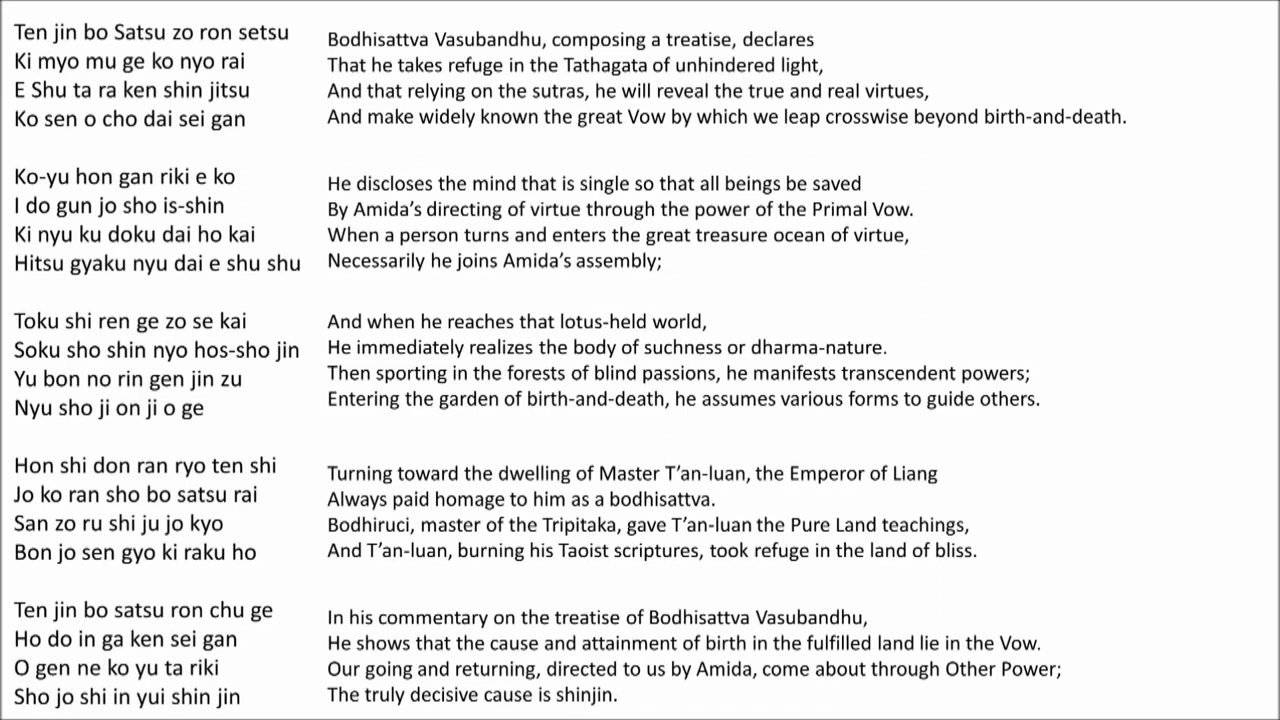 Ten jin bo Satsu zo ron setsu
Ki myo mu ge ko nyo rai
E Shu ta ra ken shin jitsu
Ko sen o cho dai sei gan
Bodhisattva Vasubandhu, composing a treatise, declares
That he takes refuge in the Tathagata of unhindered light,
And that relying on the sutras, he will reveal the true and real virtues,
And make widely known the great Vow by which we leap crosswise beyond birth-and-death.
Ko-yu hon gan riki e ko
I do gun jo sho is-shin
Ki nyu ku doku dai ho kai
Hitsu gyaku nyu dai e shu shu
He discloses the mind that is single so that all beings be saved
By Amida’s directing of virtue through the power of the Primal Vow.
When a person turns and enters the great treasure ocean of virtue,
Necessarily he joins Amida’s assembly;
Toku shi ren ge zo se kai
Soku sho shin nyo hos-sho jin
Yu bon no rin gen jin zu
Nyu sho ji on ji o ge
And when he reaches that lotus-held world,
He immediately realizes the body of suchness or dharma-nature.
Then sporting in the forests of blind passions, he manifests transcendent powers;
Entering the garden of birth-and-death, he assumes various forms to guide others.
Hon shi don ran ryo ten shi
Jo ko ran sho bo satsu rai
San zo ru shi ju jo kyo
Bon jo sen gyo ki raku ho
Turning toward the dwelling of Master T’an-luan, the Emperor of Liang
Always paid homage to him as a bodhisattva.
Bodhiruci, master of the Tripitaka, gave T’an-luan the Pure Land teachings,
And T’an-luan, burning his Taoist scriptures, took refuge in the land of bliss.
Ten jin bo satsu ron chu ge
Ho do in ga ken sei gan
O gen ne ko yu ta riki
Sho jo shi in yui shin jin
In his commentary on the treatise of Bodhisattva Vasubandhu,
He shows that the cause and attainment of birth in the fulfilled land lie in the Vow.
Our going and returning, directed to us by Amida, come about through Other Power;
The truly decisive cause is shinjin.